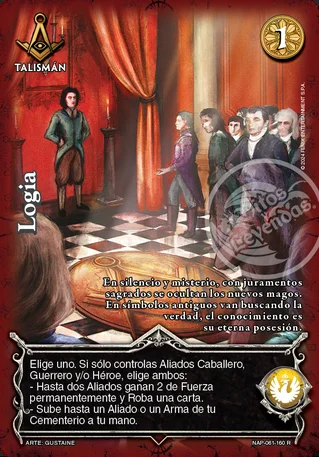 TALISMÁN
1
© 2024 FENIX ENTERTAINMENT S.P.A.
Logia
Mitos y Leyendas
En silencio y misterio, con juramentos
sagrados se ocultan los nuevos magos.
En símbolos antiguos van buscando la
verdad, el conocimiento es
su eterna posesión.
Elige uno. Si sólo controlas Aliados Caballero,
Guerrero y/o Héroe, elige ambos:
- Hasta dos Aliados ganan 2 de Fuerza
permanentemente y Roba una carta.
- Sube hasta un Aliado o un Arma de tu
Cementerio a tu mano.
ARTE: GUSTAINE
NAP-061-160 R